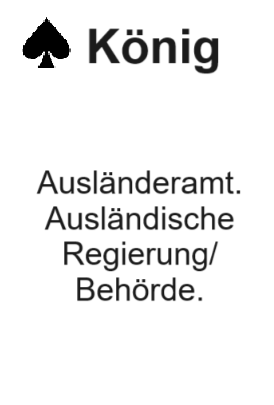 König
Ausländeramt.
Ausländische
Regierung/
Behörde.